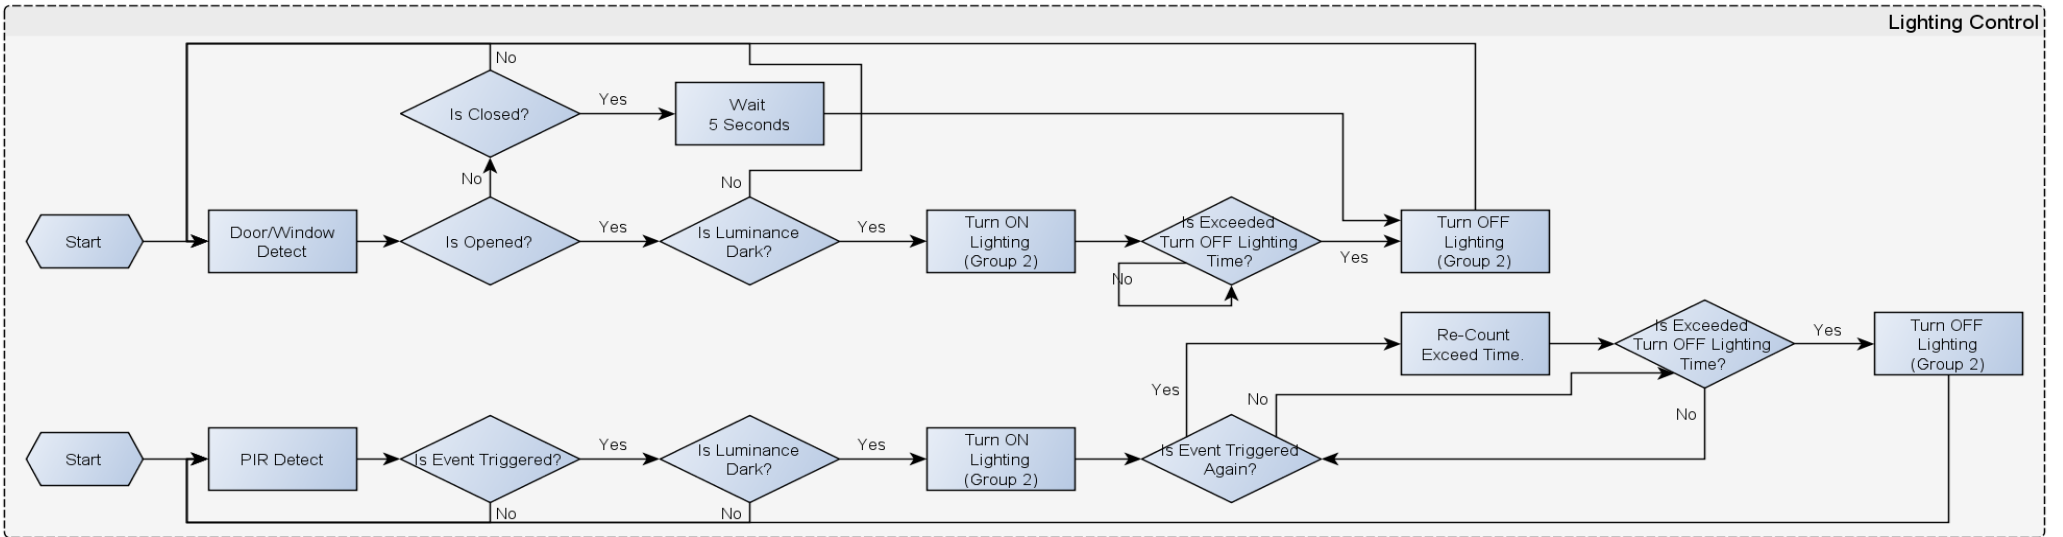 Lighting Control
No
Is Closed?
Yes
Wait
5 Seconds
No
No
Start
Door/Window
Detect
Is Opened?
Yes
Is Luminance
Dark?
Yes
Turn ON
Lighting
(Group 2)
Is Exceeded
Turn OFF Lighting
Time?
No
Yes
Turn OFF
Lighting
(Group 2)
Re-Count
Exceed Time.
Is Exceeded
Turn OFF Lighting
Time?
Yes
Turn OFF
Lighting
(Group 2)
Yes
No
No
Start
PIR Detect
Is Event Triggered?
Yes
Is Luminance
Dark?
Yes
Turn ON
Lighting
(Group 2)
Is Event Triggered
Again?
No
No